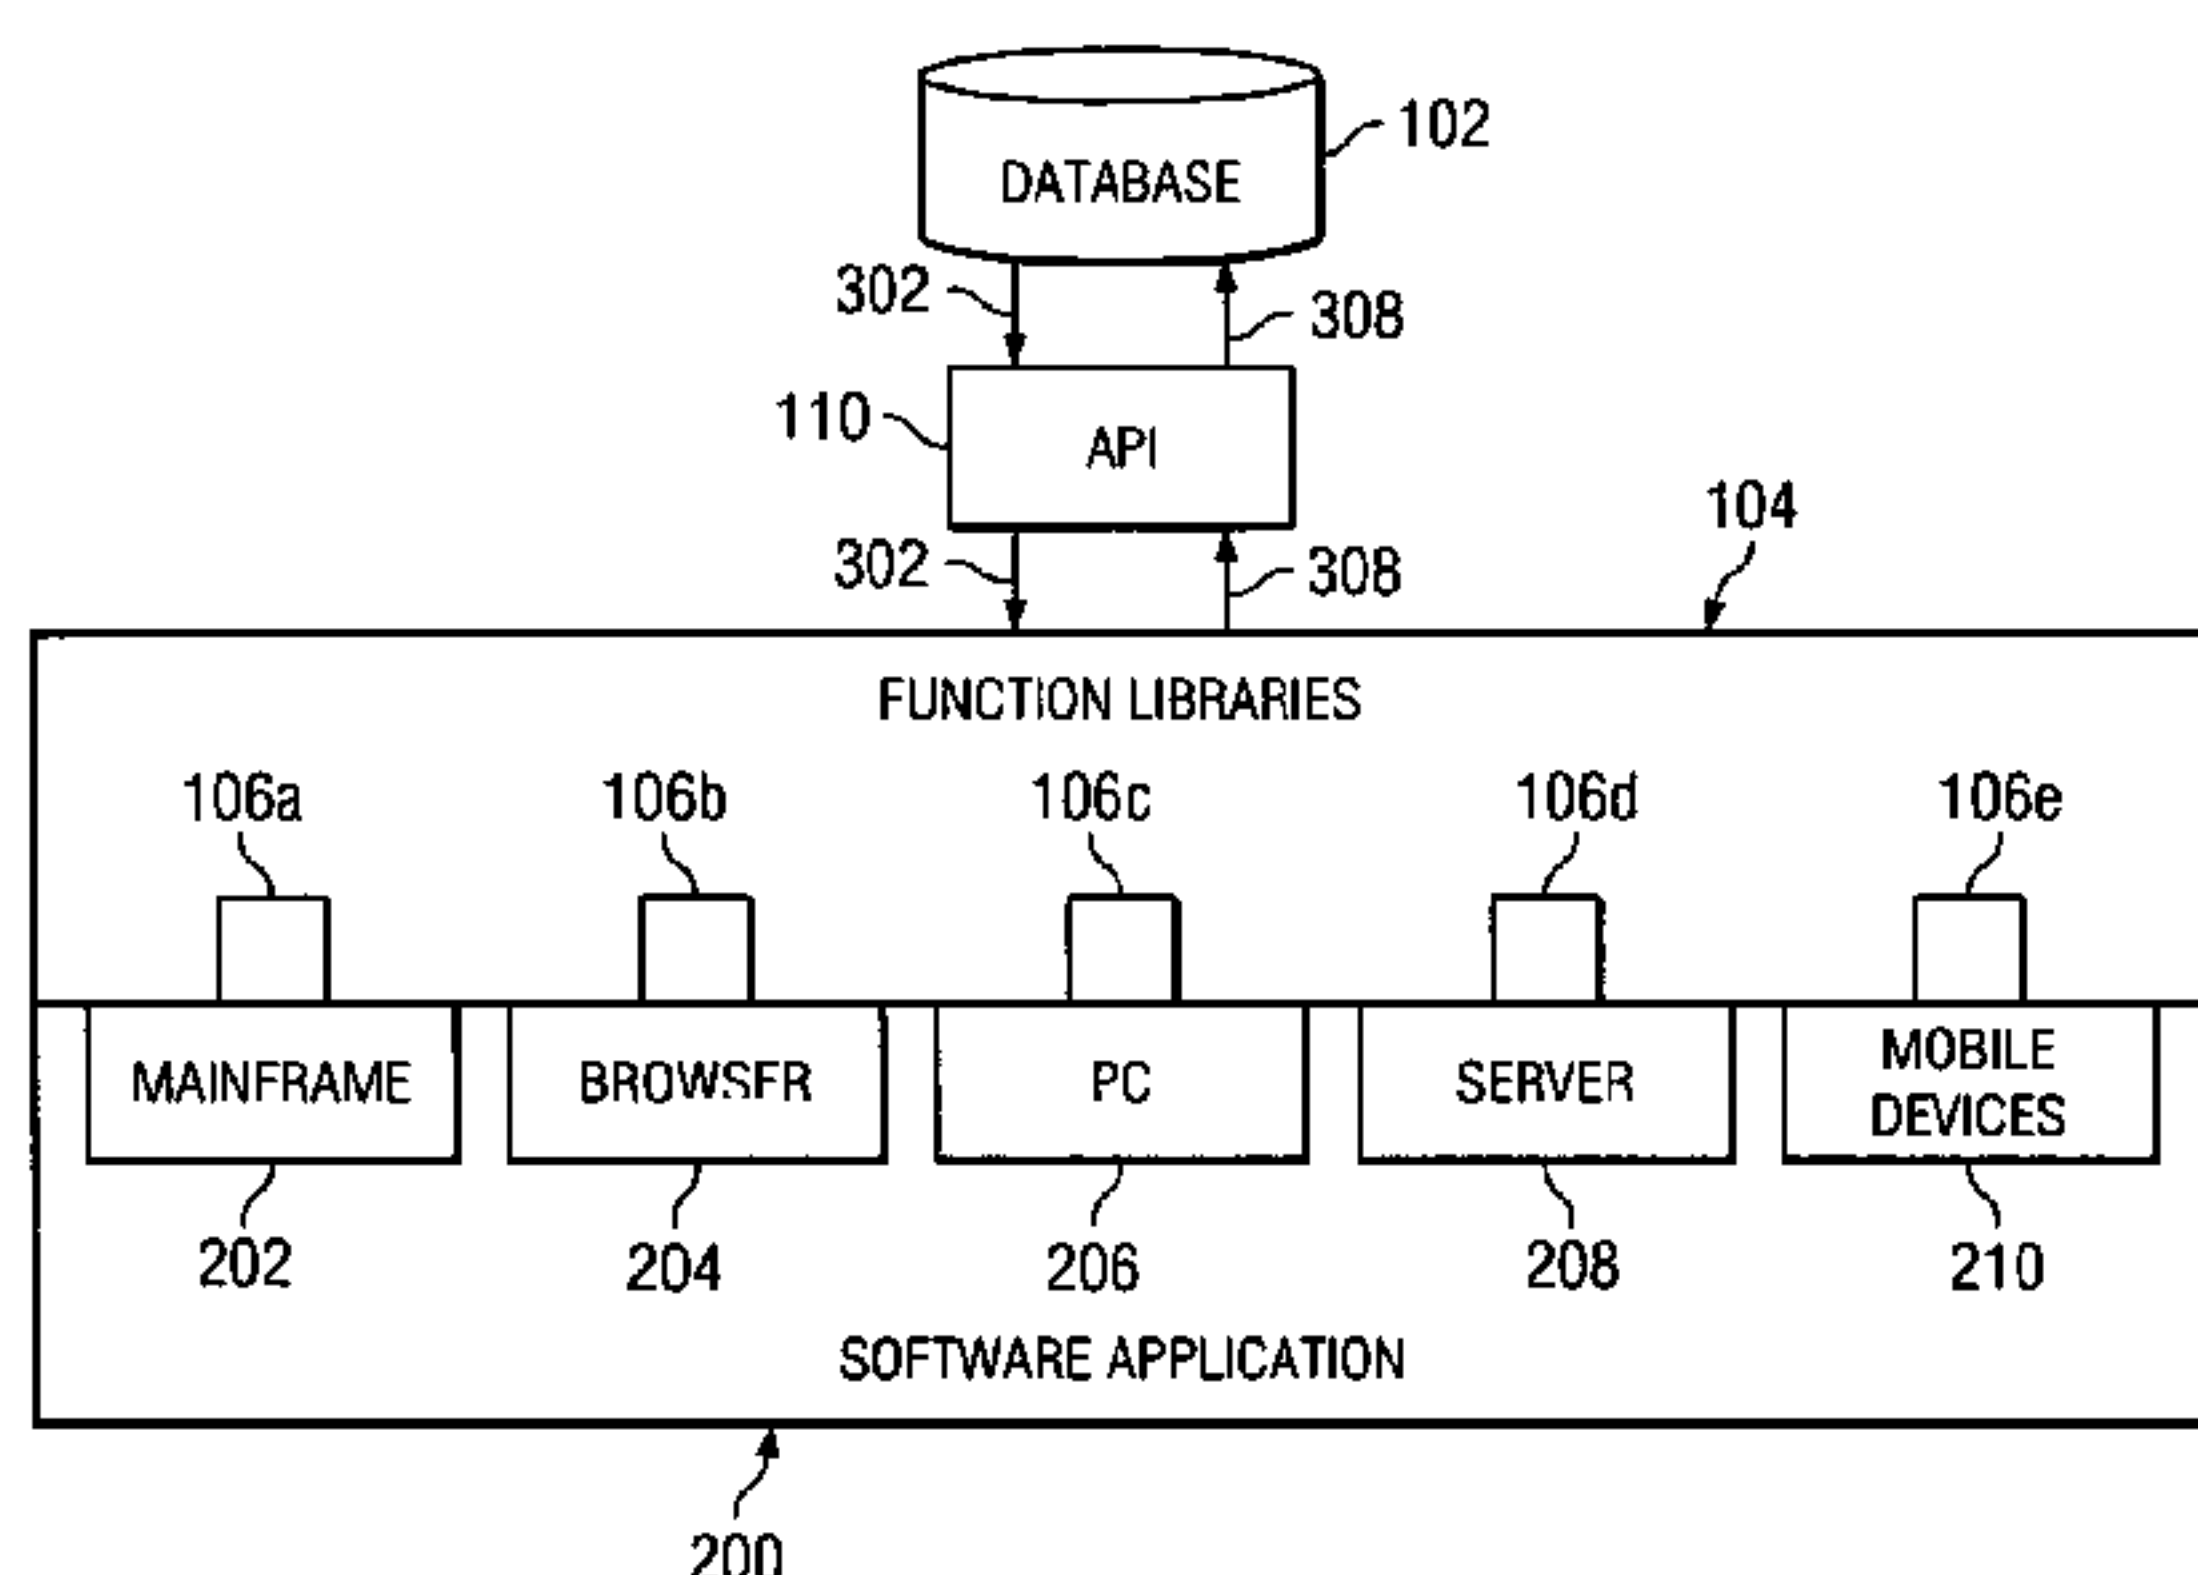 102
DATABASE
302
308
110
API
104
302
308
FUNCTION LIBRARIES
106a 106b 106c 106d 106e
MAINFRAME BROWSER PC SERVER MOBILE DEVICES
202 204 206 208 210
SOFTWARE APPLICATION
200